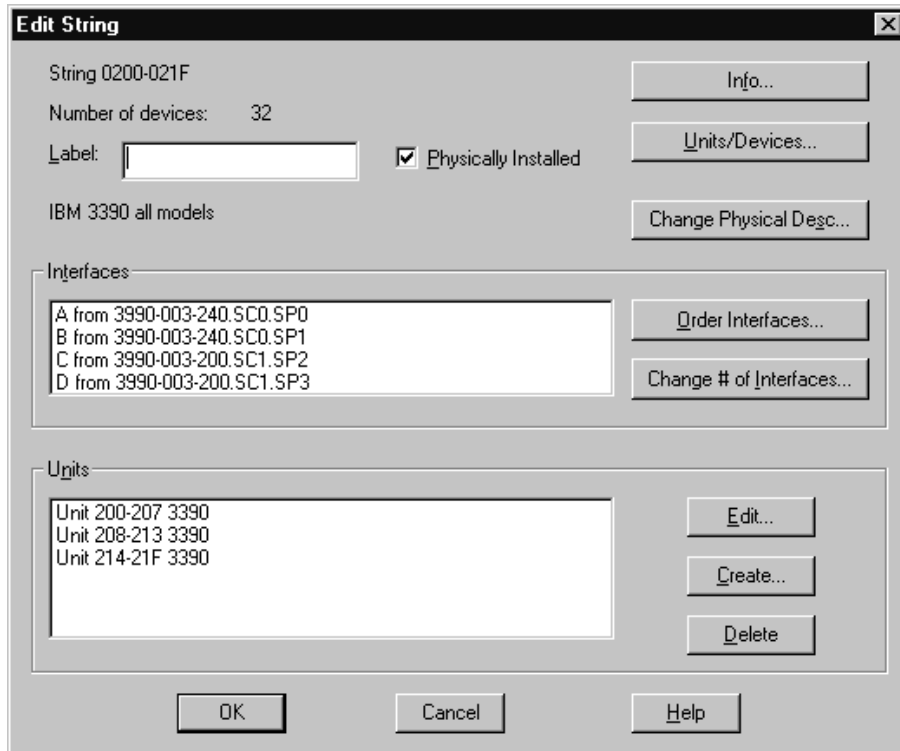 Edit String
String 0200-021F
Info...
Number of devices: 32
Units/Devices...
Label:
Physically Installed
IBM 3390 all models
Change Physical Desc...
Interfaces
A from 3990-003-240.SC0.SP0
B from 3990-003-240.SC0.SP1
C from 3990-003-200.SC1.SP2
D from 3990-003-200.SC1.SP3
Order Interfaces...
Change # of Interfaces...
Units
Unit 200-207 3390
Unit 208-213 3390
Unit 214-21F 3390
Edit...
Create...
Delete
OK Cancel Help